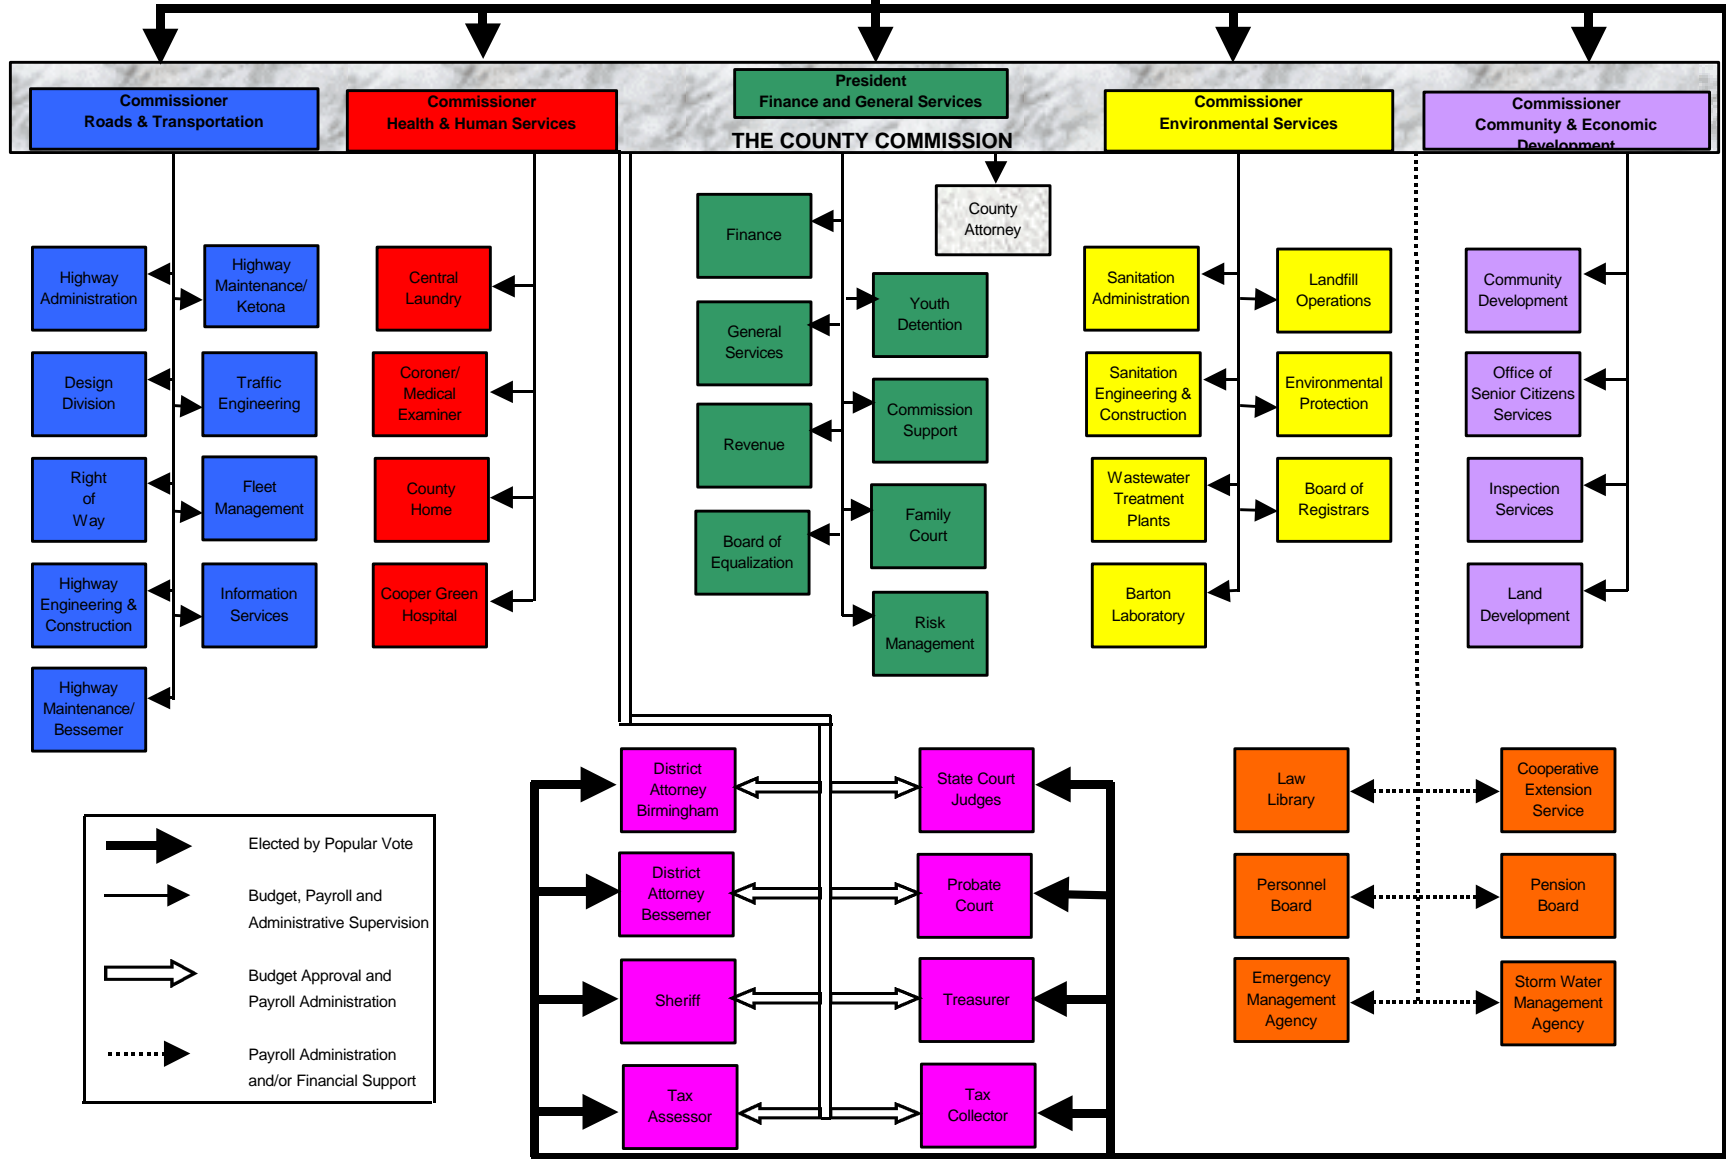 Commissioner
Roads & Transportation
Commissioner
Health & Human Services
President
Finance and General Services
THE COUNTY COMMISSION
Commissioner
Environmental Services
Commissioner
Community & Economic
Development
County
Attorney
Highway
Administration
Highway
Maintenance/
Ketona
Design
Division
Traffic
Engineering
Right
of
Way
Fleet
Management
Highway
Engineering &
Construction
Information
Services
Highway
Maintenance/
Bessemer
Central
Laundry
Coroner/
Medical
Examiner
County
Home
Cooper Green
Hospital
Finance
Youth
Detention
General
Services
Commission
Support
Revenue
Family
Court
Board of
Equalization
Risk
Management
Sanitation
Administration
Landfill
Operations
Sanitation
Engineering &
Construction
Environmental
Protection
Wastewater
Treatment
Plants
Board of
Registrars
Barton
Laboratory
Community
Development
Office of
Senior Citizens
Services
Inspection
Services
Land
Development
District
Attorney
Birmingham
State Court
Judges
District
Attorney
Bessemer
Probate
Court
Sheriff
Treasurer
Tax
Assessor
Tax
Collector
Law
Library
Cooperative
Extension
Service
Personnel
Board
Pension
Board
Emergency
Management
Agency
Storm Water
Management
Agency
Elected by Popular Vote
Budget, Payroll and
Administrative Supervision
Budget Approval and
Payroll Administration
Payroll Administration
and/or Financial Support